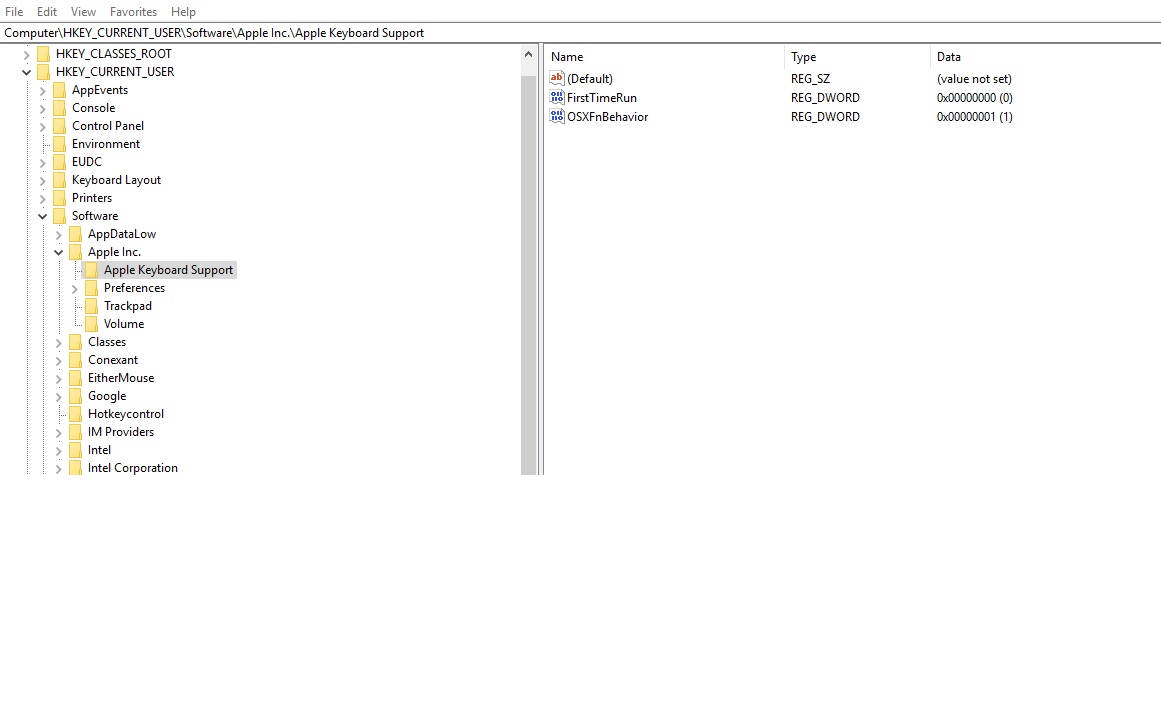 File Edit View Favorites Help
Computer\HKEY_CURRENT_USER\Software\Apple Inc.\Apple Keyboard Support
HKEY_CLASSES_ROOT
HKEY_CURRENT_USER
AppEvents
Console
Control Panel
Environment
EUDC
Keyboard Layout
Printers
Software
AppDataLow
Apple Inc.
Apple Keyboard Support
Preferences
Trackpad
Volume
Classes
Conexant
EitherMouse
Google
Hotkeycontrol
IM Providers
Intel
Intel Corporation
Name Type Data
ab (Default) REG_SZ (value not set)
FirstTimeRun REG_DWORD 0x00000000 (0)
OSXFnBehavior REG_DWORD 0x00000001 (1)